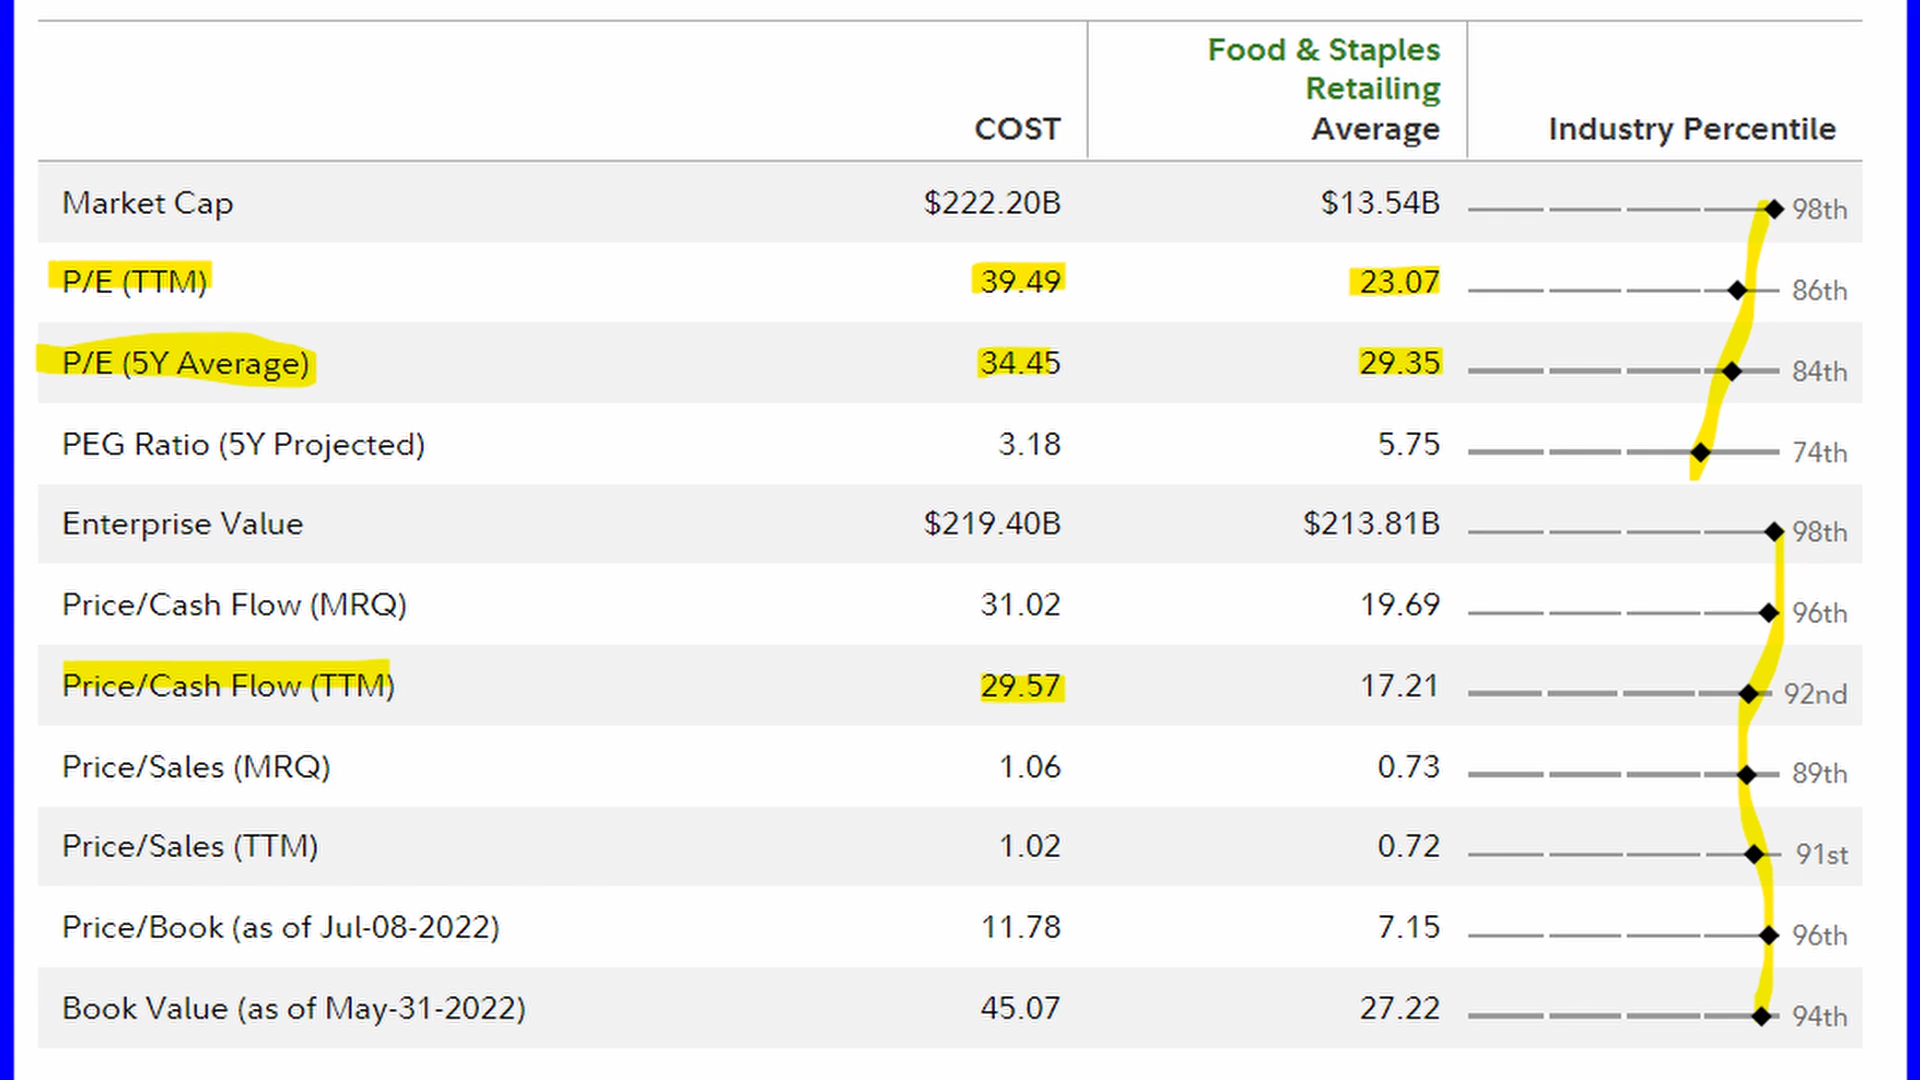 Food & Staples
Retailing
COST Average Industry Percentile
Market Cap $222.20B $13.54B 98th
P/E (TTM) 39.49 23.07 86th
P/E (5Y Average) 34.45 29.35 84th
PEG Ratio (5Y Projected) 3.18 5.75 74th
Enterprise Value $219.40B $213.81B 98th
Price/Cash Flow (MRQ) 31.02 19.69 96th
Price/Cash Flow (TTM) 29.57 17.21 92nd
Price/Sales (MRQ) 1.06 0.73 89th
Price/Sales (TTM) 1.02 0.72 91st
Price/Book (as of Jul-08-2022) 11.78 7.15 96th
Book Value (as of May-31-2022) 45.07 27.22 94th